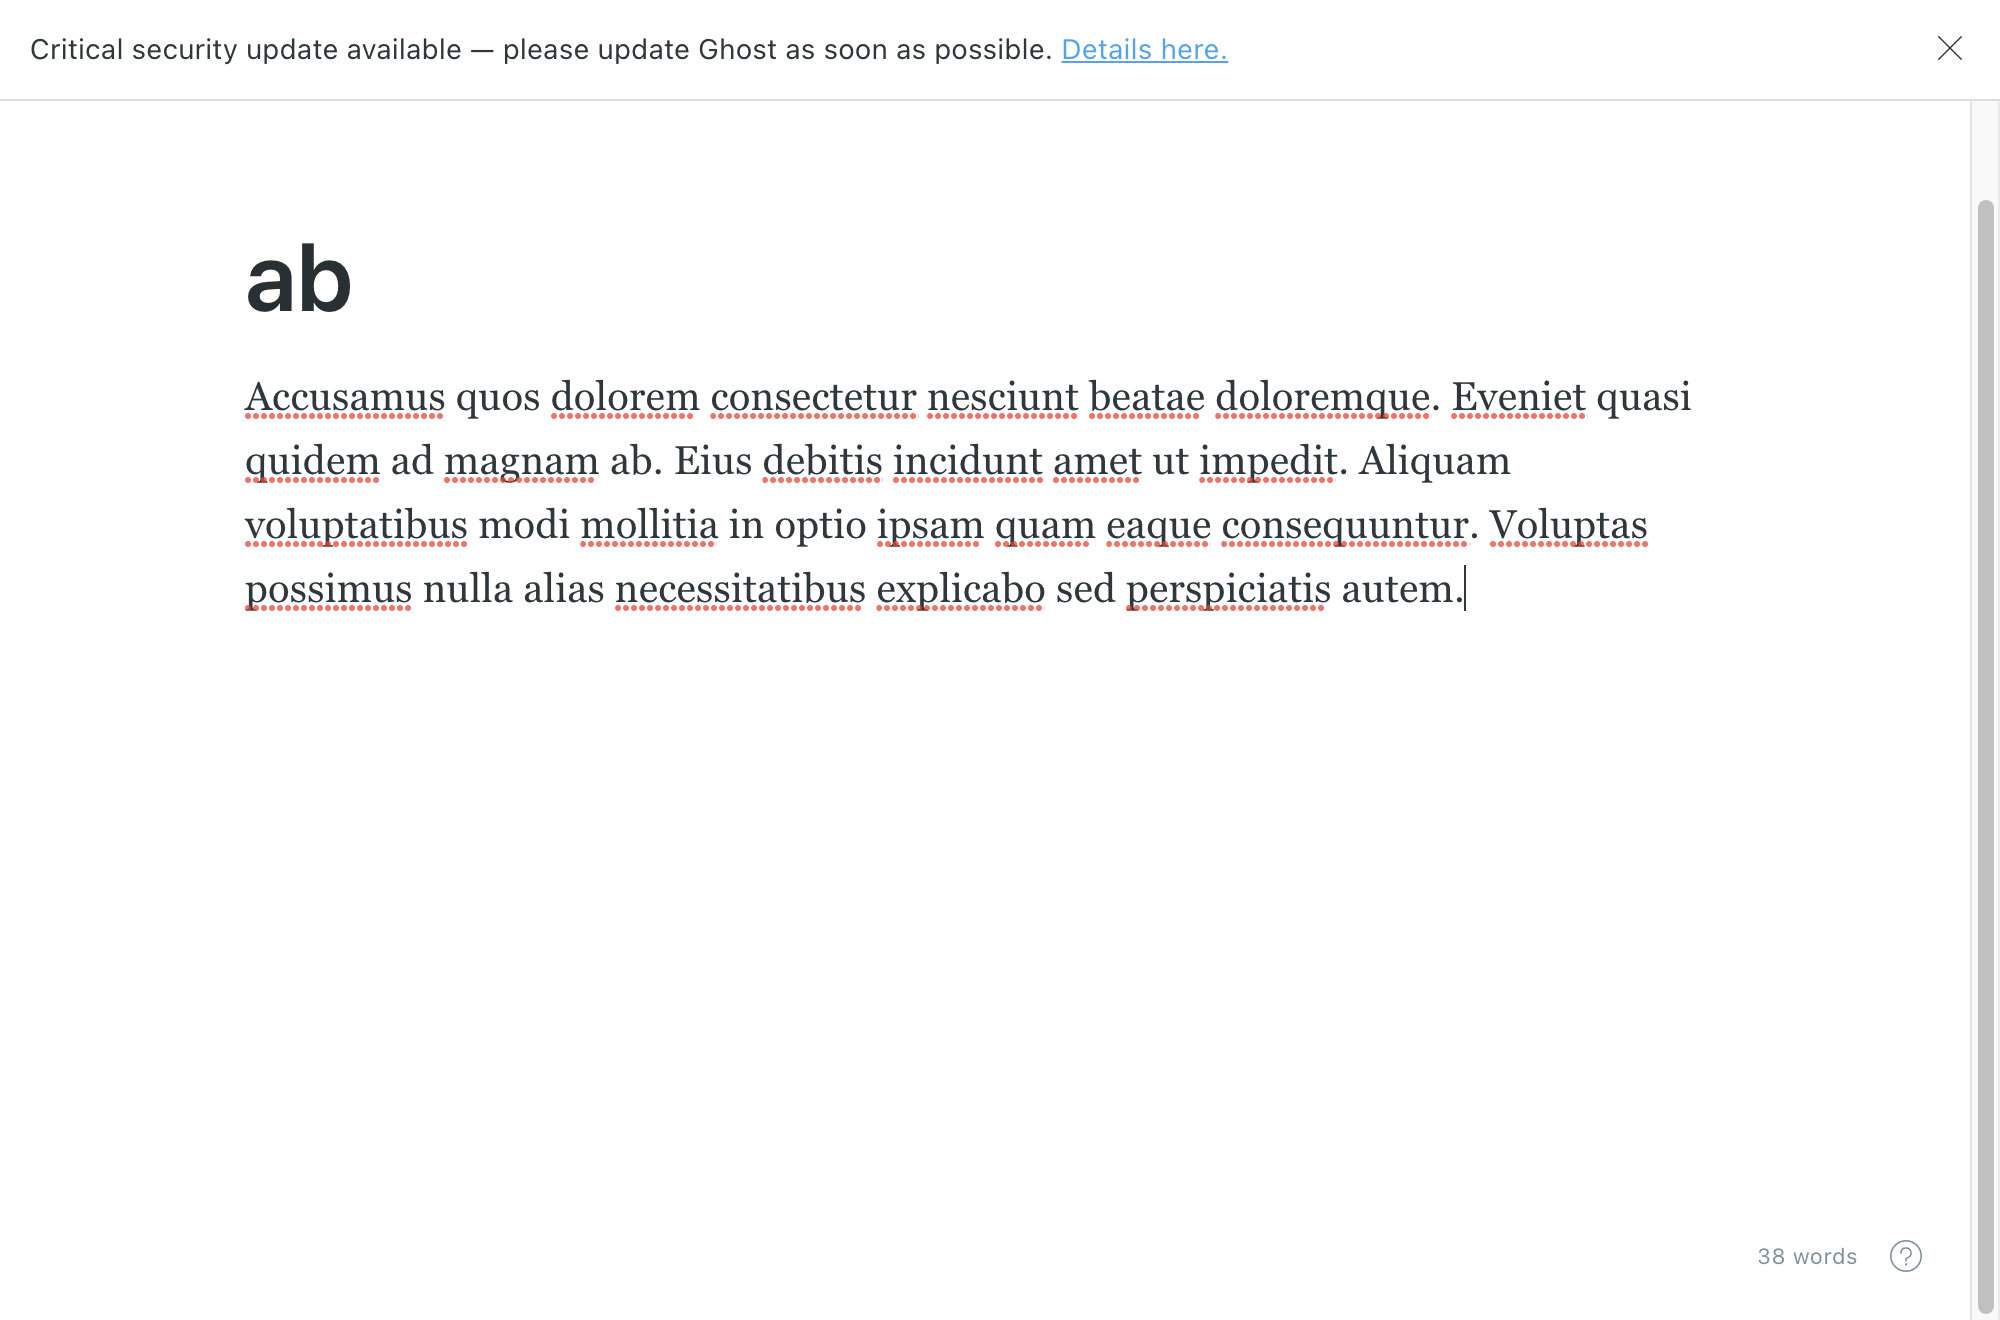 Critical security update available — please update Ghost as soon as possible. Details here.
ab
Accusamus quos dolorem consectetur nesciunt beatae doloremque. Eveniet quasi
quidem ad magnam ab. Eius debitis incidunt amet ut impedit. Aliquam
voluptatibus modi mollitia in optio ipsam quam eaque consequuntur. Voluptas
possimus nulla alias necessitatibus explicabo sed perspiciatis autem.
38 words ?